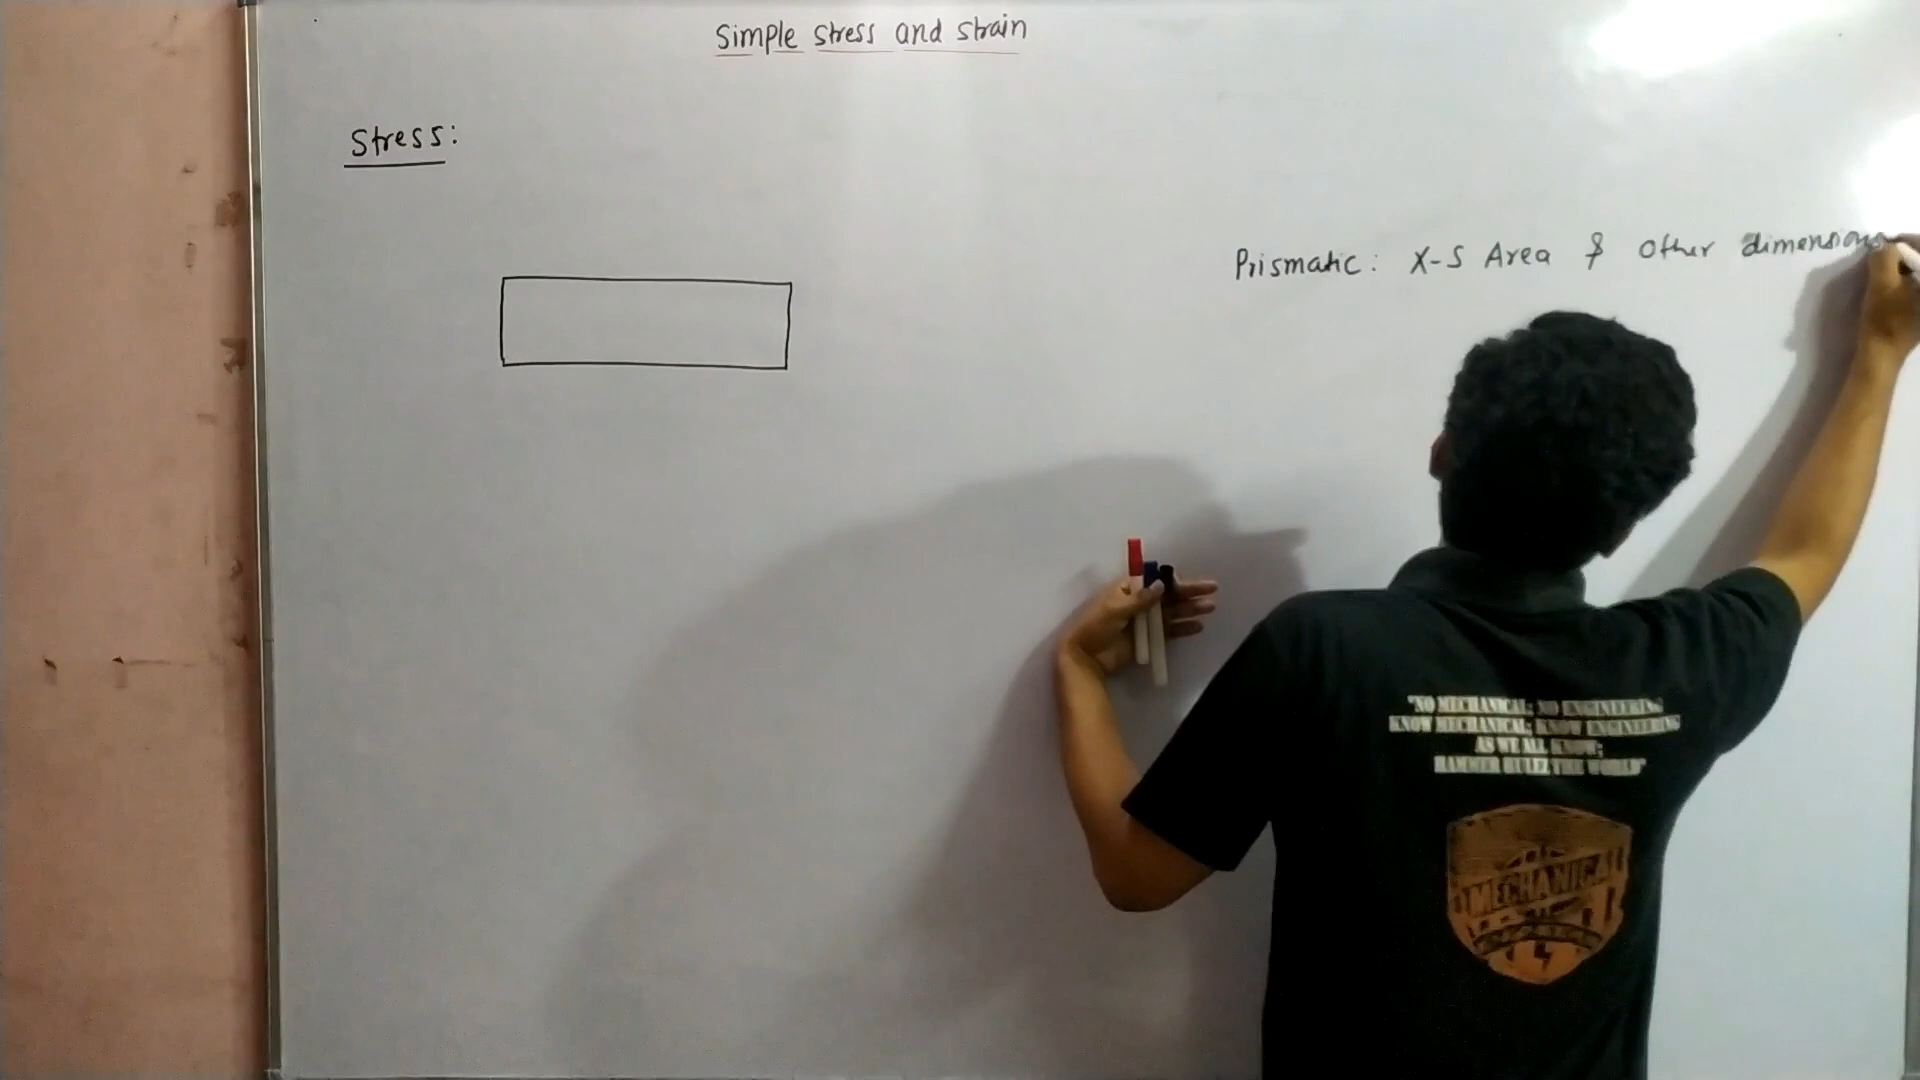 Simple stress and strain
Stress:
Prismatic: X-S Area & Other dimensions
"NO MECHANICAL; NO ENGINEERING
KNOW MECHANICAL; KNOW ENGINEERING
AS WE ALL KNOW;
HAMMER RULEZ THE WORLD"
MECHANICAL